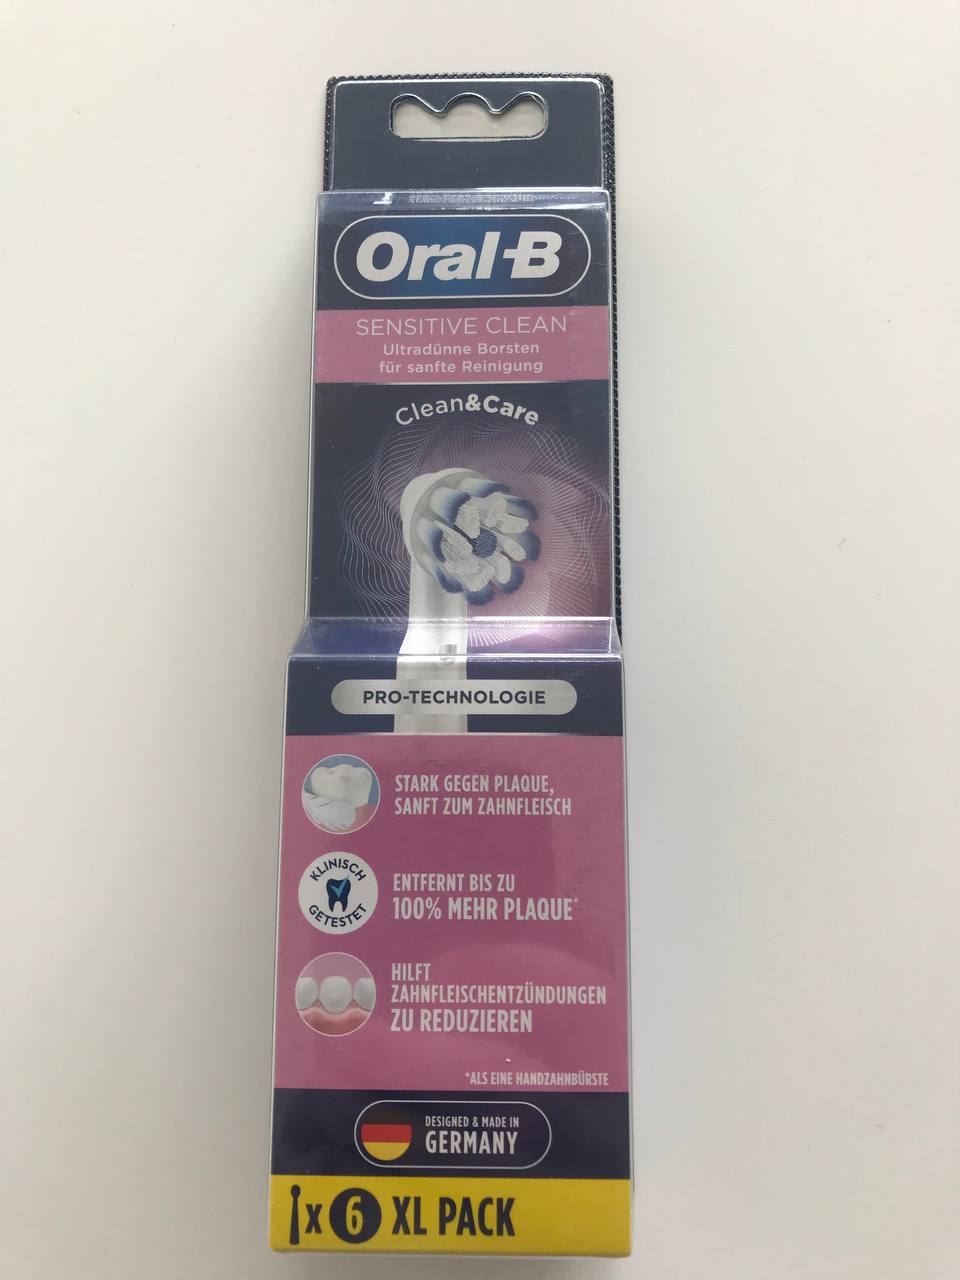 Oral-B
SENSITIVE CLEAN
Ultradünne Borsten
für sanfte Reinigung
Clean&Care
PRO-TECHNOLOGIE
STARK GEGEN PLAQUE,
SANFT ZUM ZAHNFLEISCH
KLINISCH
GETESTET
ENTFERNT BIS ZU
100% MEHR PLAQUE*
HILFT
ZAHNFLEISCHENTZÜNDUNGEN
ZU REDUZIEREN
*ALS EINE HANDZAHNBÜRSTE
DESIGNED & MADE IN
GERMANY
x 6 XL PACK